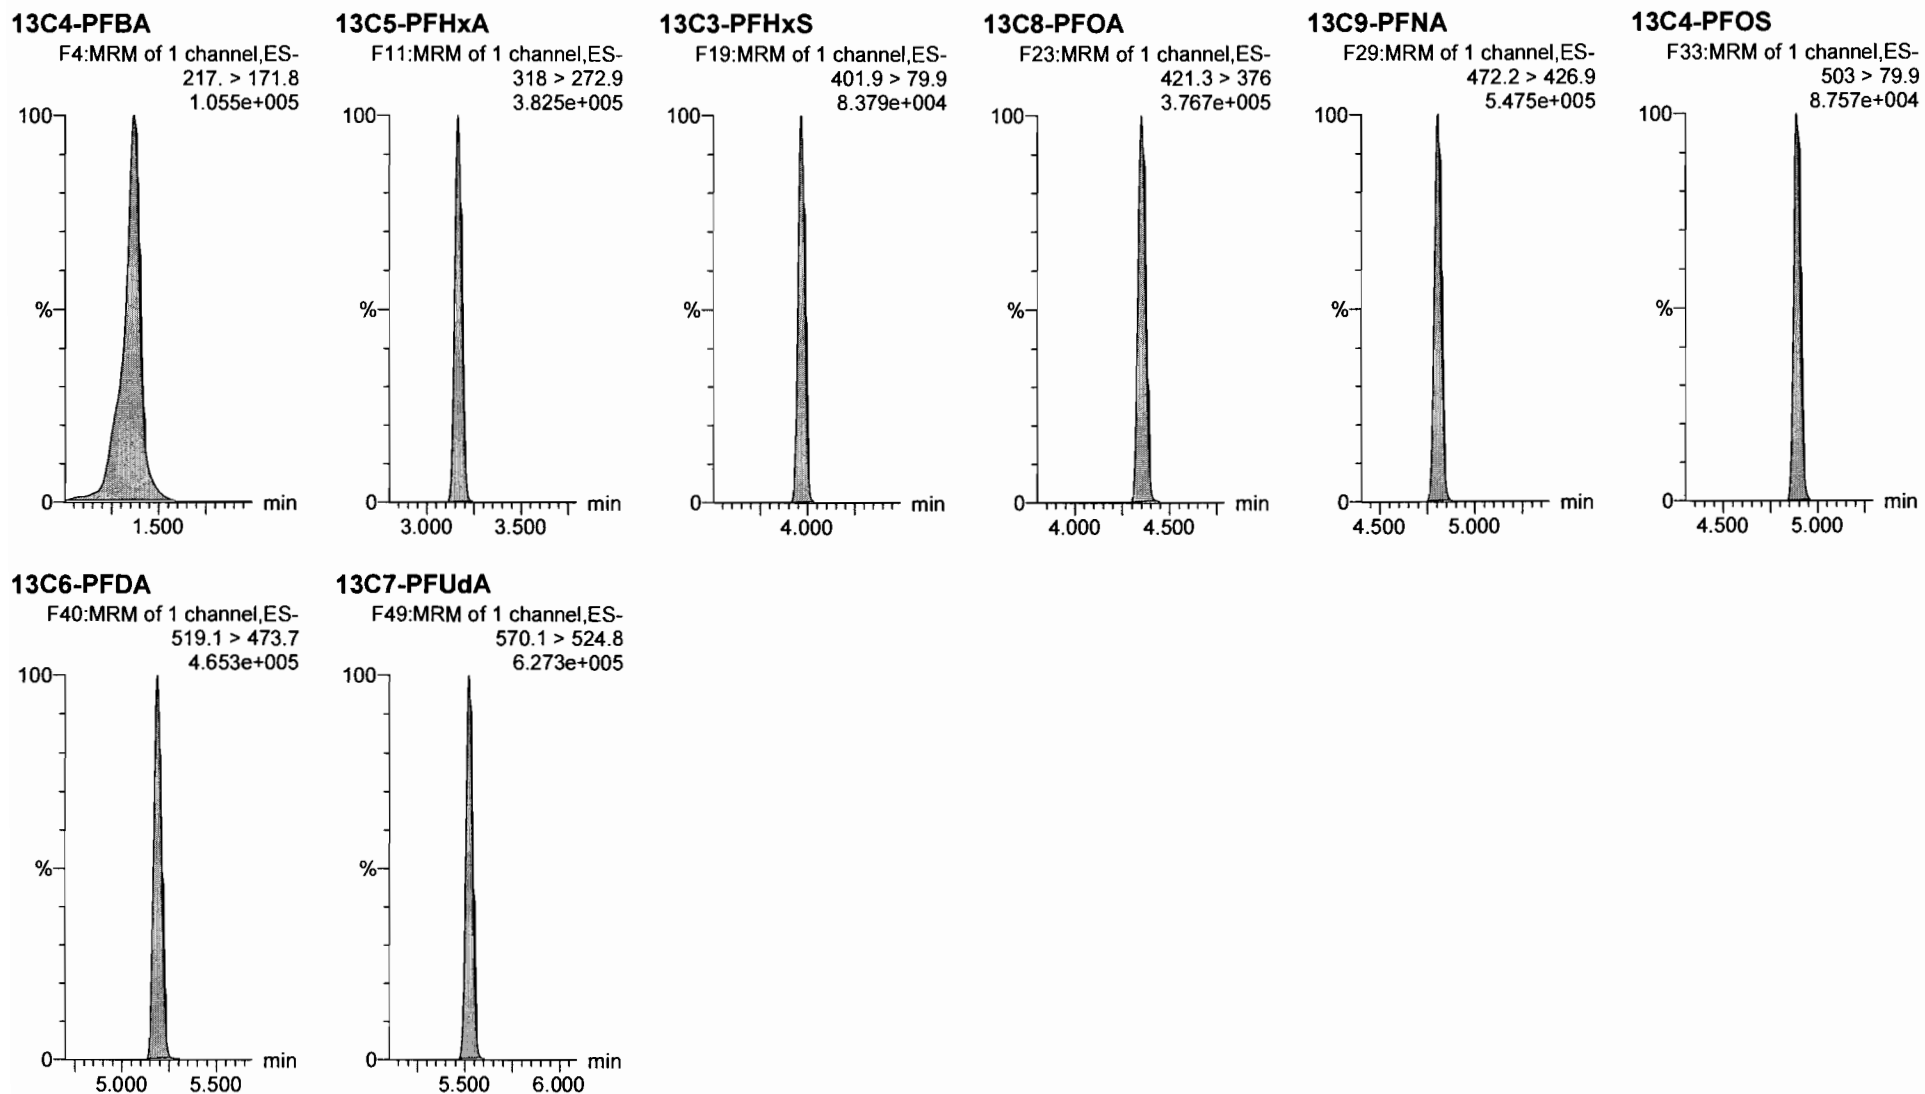 13C4-PFBA
F4:MRM of 1 channel,ES-
217. > 171.8
1.055e+005
100
%
0
min
1.500
13C5-PFHxA
F11:MRM of 1 channel,ES-
318 > 272.9
3.825e+005
100
%
0
min
3.000 3.500
13C3-PFHxS
F19:MRM of 1 channel,ES-
401.9 > 79.9
8.379e+004
100
%
0
min
4.000
13C8-PFOA
F23:MRM of 1 channel,ES-
421.3 > 376
3.767e+005
100
%
0
min
4.000 4.500
13C9-PFNA
F29:MRM of 1 channel,ES-
472.2 > 426.9
5.475e+005
100
%
0
min
4.500 5.000
13C4-PFOS
F33:MRM of 1 channel,ES-
503 > 79.9
8.757e+004
100
%
0
min
4.500 5.000
13C6-PFDA
F40:MRM of 1 channel,ES-
519.1 > 473.7
4.653e+005
100
%
0
min
5.000 5.500
13C7-PFUdA
F49:MRM of 1 channel,ES-
570.1 > 524.8
6.273e+005
100
%
0
min
5.500 6.000